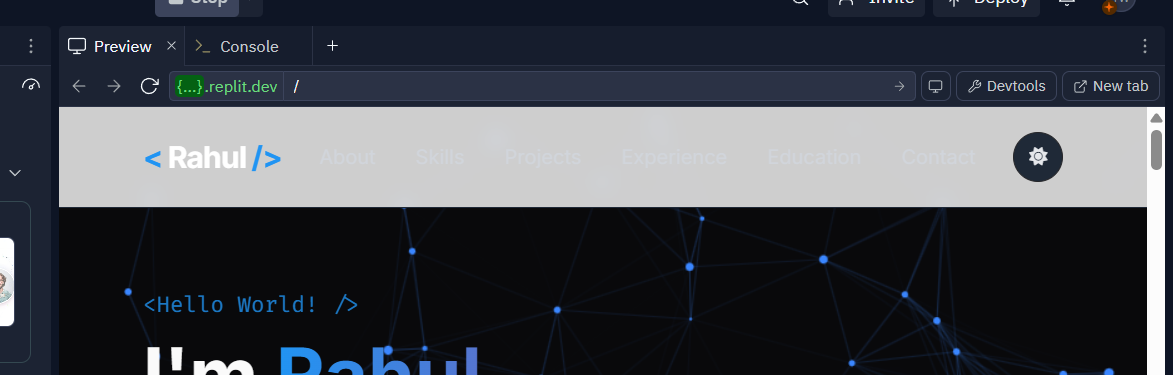 Stop
Invite
Deploy
Preview
Console
{...}.replit.dev
/
Devtools
New tab
< Rahul />
About
Skills
Projects
Experience
Education
Contact
<Hello World! />
I'm Rahul